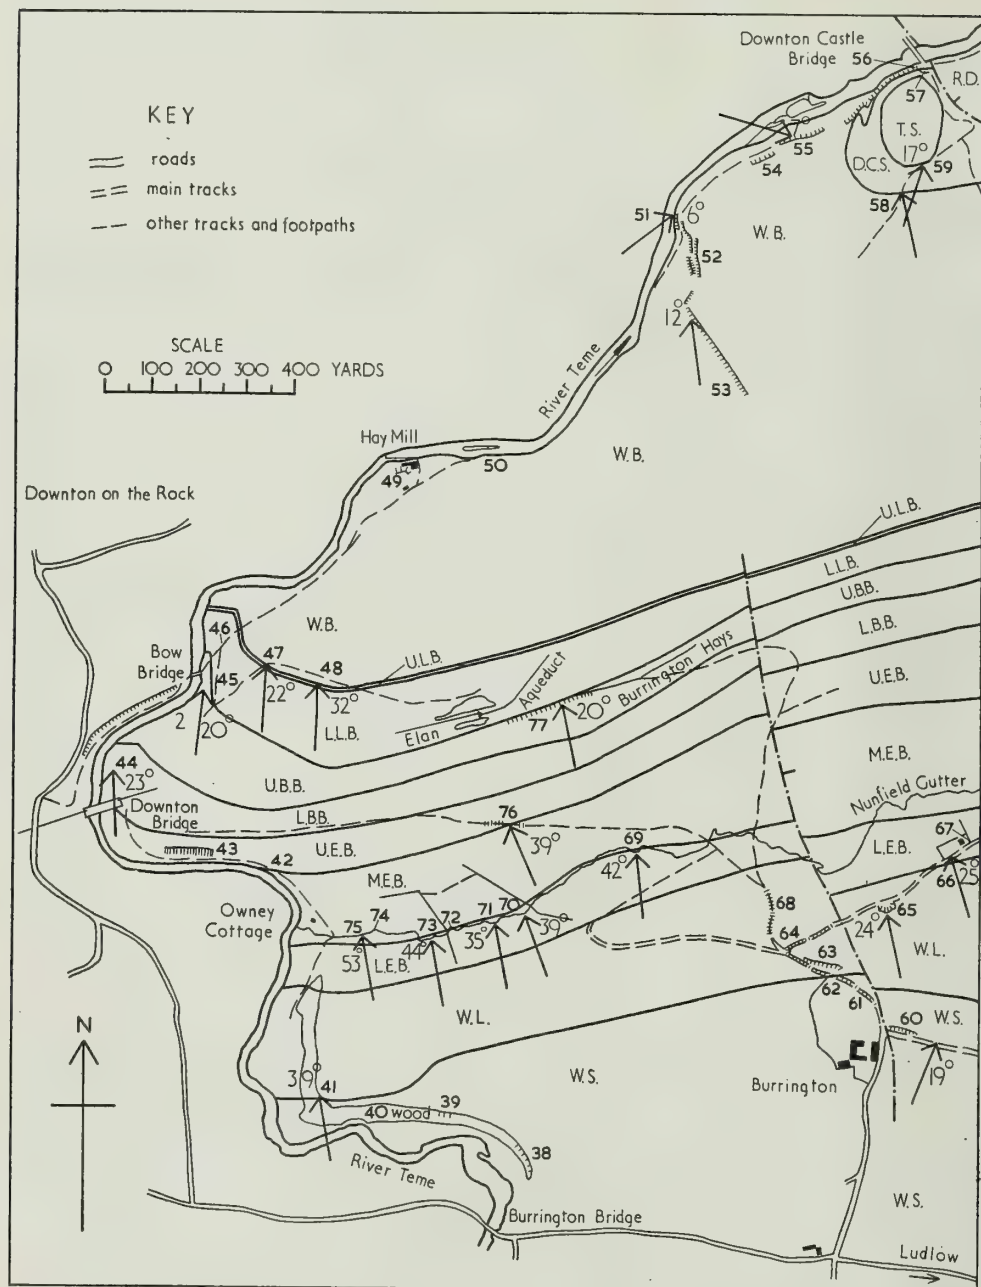 Downton Castle
Bridge 56
57
R.D.
KEY
roads
main tracks
other tracks and footpaths
T.S.
17°
59
D.C.S.
58
7°
55
54
51
6°
52
W.B.
12°
53
SCALE
0 100 200 300 400 YARDS
River Teme
Hay Mill
49
50
W.B.
Downton on the Rock
U.L.B.
L.L.B.
U.B.B.
L.B.B.
U.E.B.
M.E.B.
L.E.B.
W.B.
46
47
48
Bow
Bridge
45
U.L.B.
22°
32°
2
20°
L.L.B.
Elan
Aqueduct
Burrington Hays
77
20°
U.B.B.
44
23°
Downton
Bridge
L.B.B.
76
39°
Nunfield Gutter
43
42
U.E.B.
M.E.B.
69
42°
67
66
25°
Owney
Cottage
75
74
73
72
71
70
53°
44°
35°
39°
L.E.B.
68
64
65
24°
63
62
61
60
W.L.
W.L.
W.S.
19°
N
39°
41
40 wood
39
38
W.S.
Burrington
River Teme
W.S.
Burrington Bridge
Ludlow